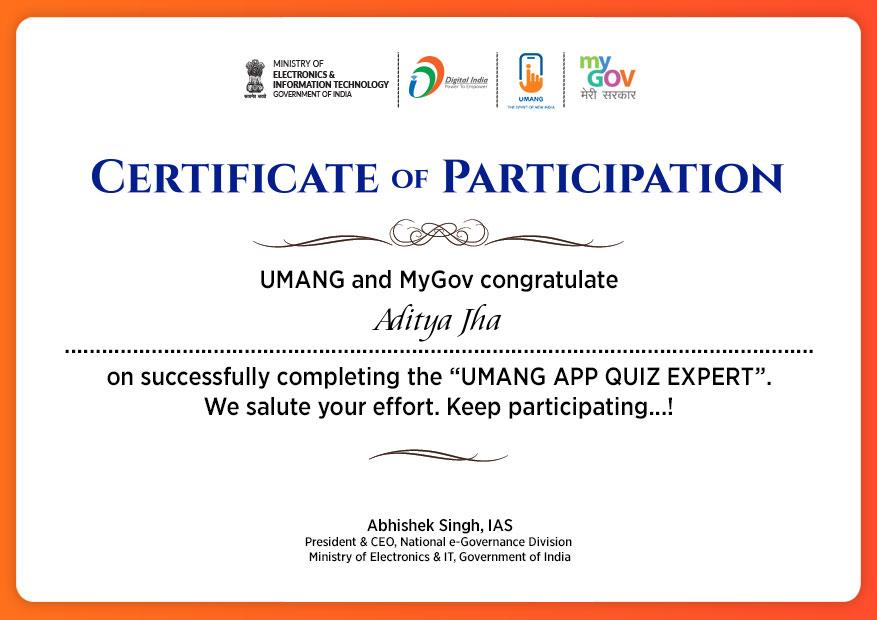 MINISTRY OF
ELECTRONICS &
INFORMATION TECHNOLOGY
GOVERNMENT OF INDIA
सत्यमेव जयते
Digital India
Power To Empower
UMANG
THE SPIRIT OF NEW INDIA
my
GOV
मेरी सरकार
CERTIFICATE OF PARTICIPATION
UMANG and MyGov congratulate
Aditya Jha
on successfully completing the “UMANG APP QUIZ EXPERT”.
We salute your effort. Keep participating...!
Abhishek Singh, IAS
President & CEO, National e-Governance Division
Ministry of Electronics & IT, Government of India